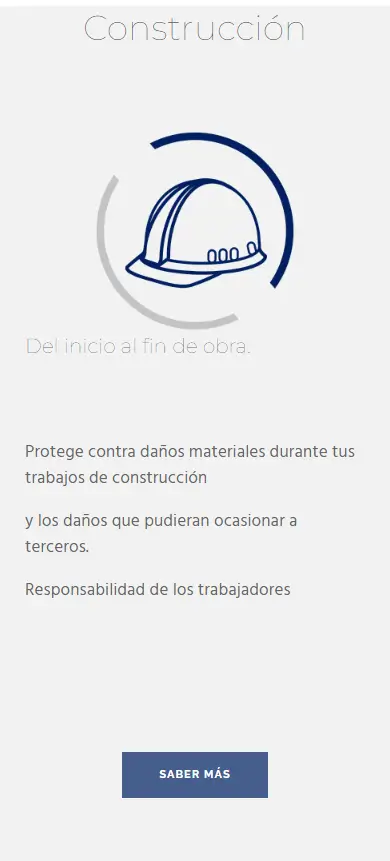 Construcción
Del inicio al fin de obra.
Protege contra daños materiales durante tus
trabajos de construcción
y los daños que pudieran ocasionar a
terceros.
Responsabilidad de los trabajadores
SABER MÁS